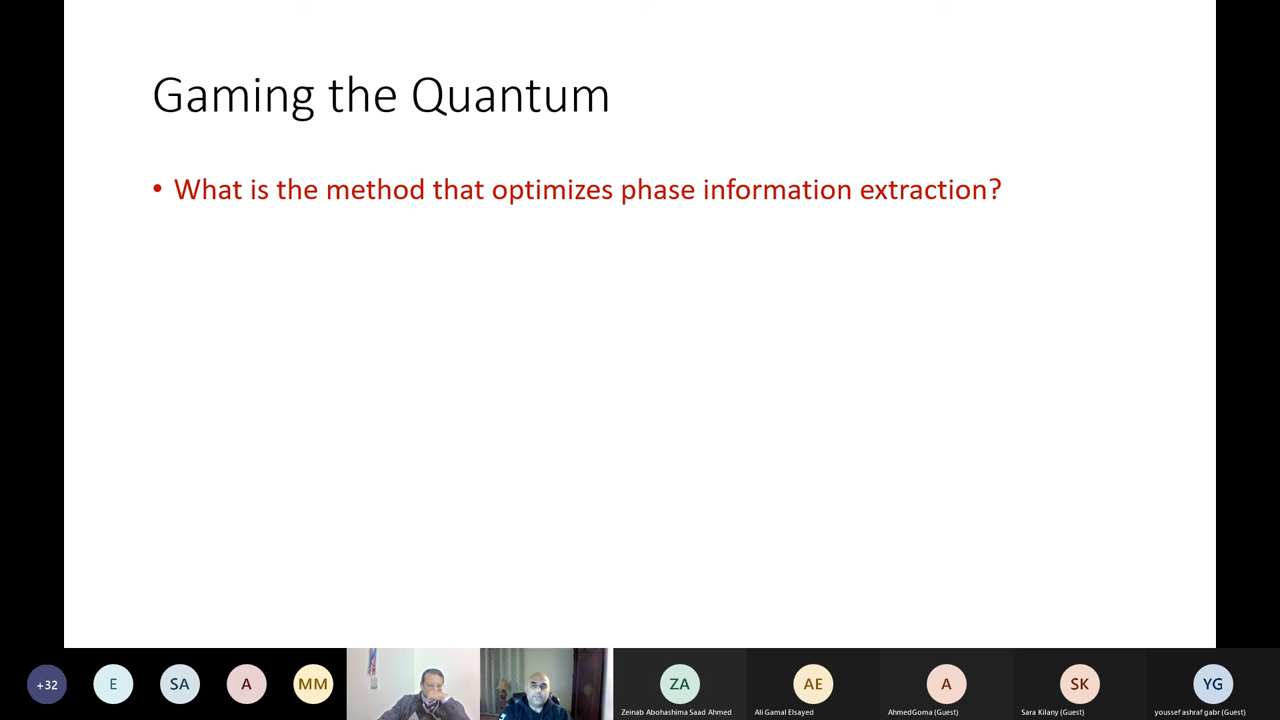 Gaming the Quantum
• What is the method that optimizes phase information extraction?
+32
E
SA
A
MM
ZA
Zeinab Abohashima Saad Ahmed
AE
Ali Gamal Elsayed
A
AhmedGoma (Guest)
SK
Sara Kilany (Guest)
YG
youssef ashraf gabr (Guest)